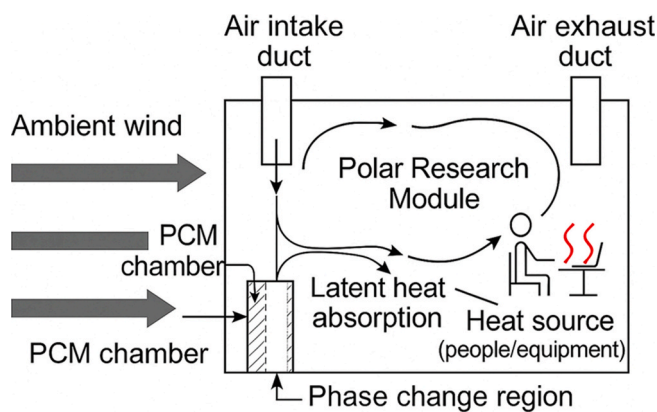 Air intake
duct
Air exhaust
duct
Ambient wind
Polar Research
Module
PCM
chamber
Latent heat
absorption
Heat source
(people/equipment)
PCM chamber
Phase change region